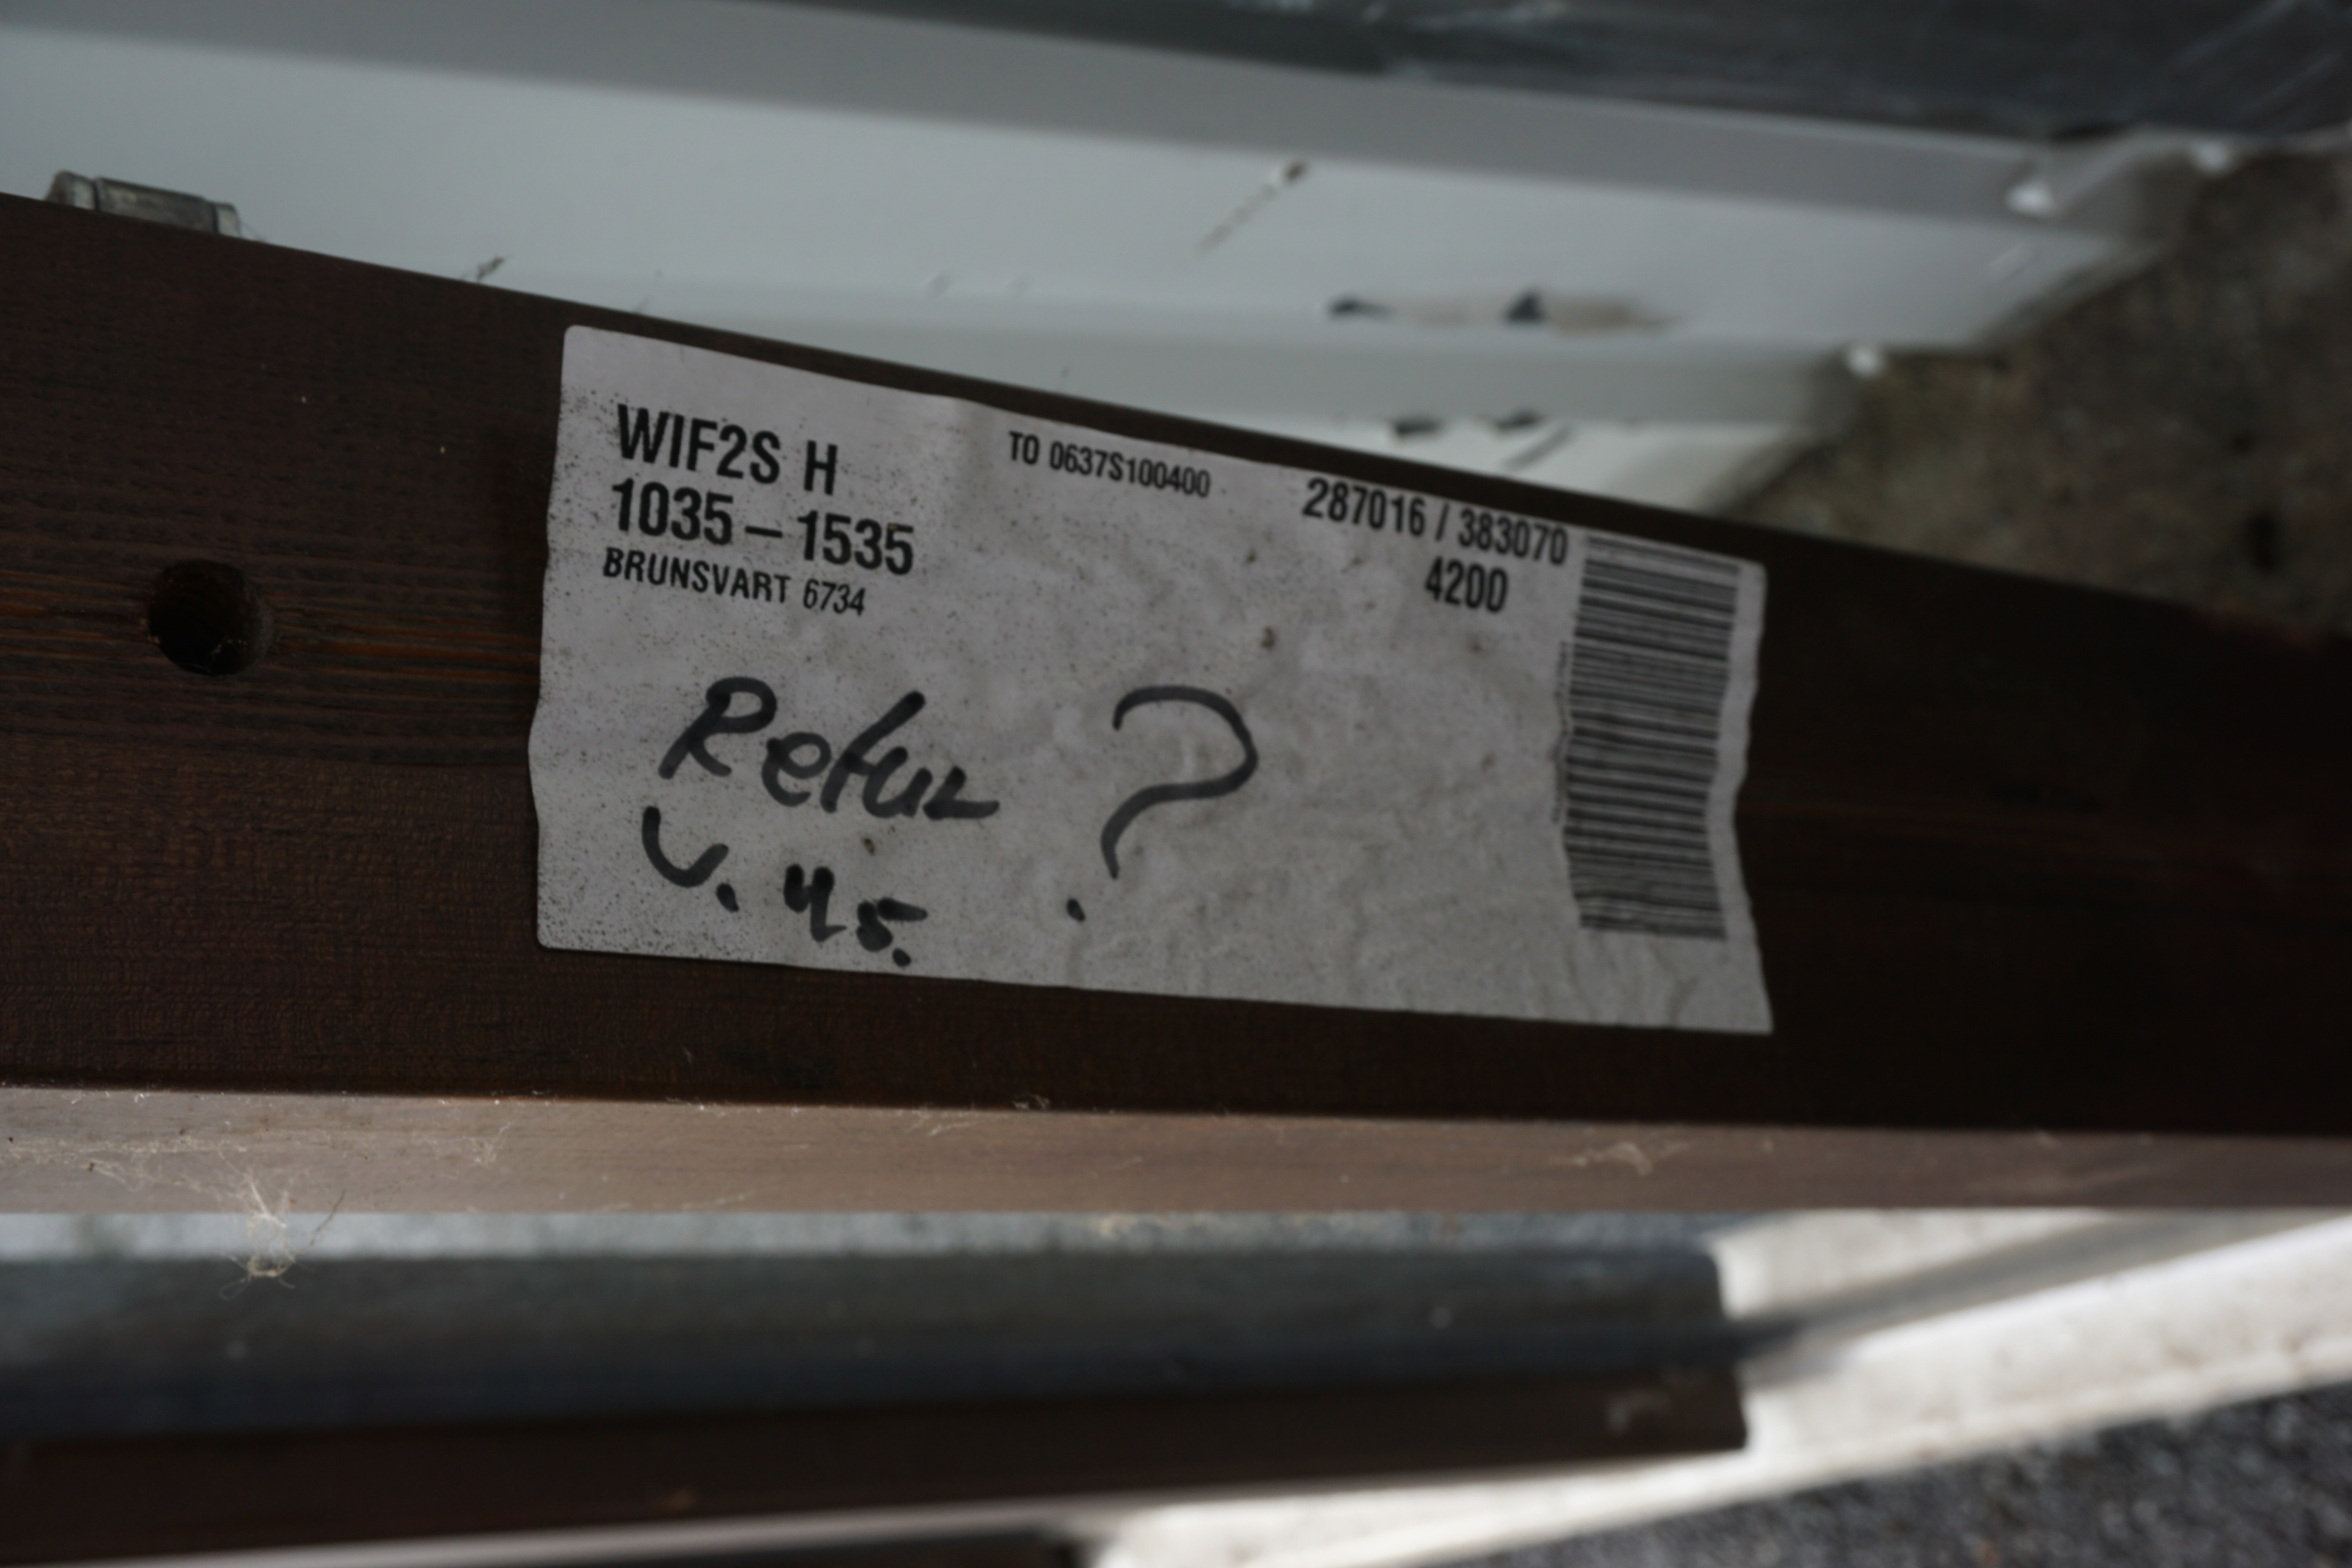 WIF2S H
TO 0637S100400
287016 / 383070
1035 – 1535
4200
BRUNSVART 6734
Retur ?
v. 45.